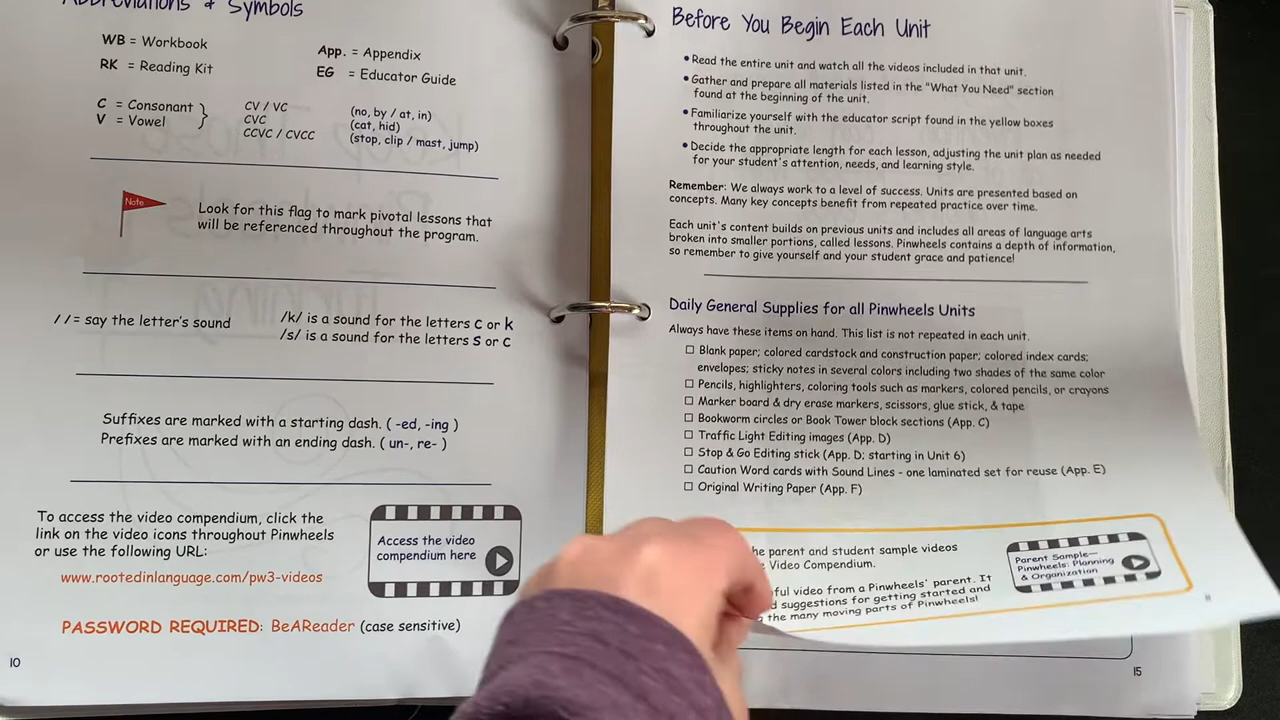 Abbreviations & Symbols
WB = Workbook
RK = Reading Kit
App. = Appendix
EG = Educator Guide
C = Consonant
V = Vowel
CV / VC
CVC
CCVC / CVCC
(no, by / at, in)
(cat, hid)
(stop, clip / mast, jump)
Note
Look for this flag to mark pivotal lessons that
will be referenced throughout the program.
/ / = say the letter's sound
/k/ is a sound for the letters c or k
/s/ is a sound for the letters s or c
Suffixes are marked with a starting dash. ( -ed, -ing )
Prefixes are marked with an ending dash. ( un-, re- )
To access the video compendium, click the
link on the video icons throughout Pinwheels
or use the following URL:
www.rootedinlanguage.com/pw3-videos
Access the video
compendium here
PASSWORD REQUIRED: BeAReader (case sensitive)
10
Before You Begin Each Unit
• Read the entire unit and watch all the videos included in that unit.
• Gather and prepare all materials listed in the "What You Need" section
found at the beginning of the unit.
• Familiarize yourself with the educator script found in the yellow boxes
throughout the unit.
• Decide the appropriate length for each lesson, adjusting the unit plan as needed
for your student's attention, needs, and learning style.
Remember: We always work to a level of success. Units are presented based on
concepts. Many key concepts benefit from repeated practice over time.
Each unit's content builds on previous units and includes all areas of language arts
broken into smaller portions, called lessons. Pinwheels contains a depth of information,
so remember to give yourself and your student grace and patience!
Daily General Supplies for all Pinwheels Units
Always have these items on hand. This list is not repeated in each unit.
☐ Blank paper; colored cardstock and construction paper; colored index cards;
envelopes; sticky notes in several colors including two shades of the same color
☐ Pencils, highlighters, coloring tools such as markers, colored pencils, or crayons
☐ Marker board & dry erase markers, scissors, glue stick, & tape
☐ Bookworm circles or Book Tower block sections (App. C)
☐ Traffic Light Editing images (App. D)
☐ Stop & Go Editing stick (App. D; starting in Unit 6)
☐ Caution Word cards with Sound Lines - one laminated set for reuse (App. E)
☐ Original Writing Paper (App. F)
he parent and student sample videos
Video Compendium.
ful video from a Pinwheels' parent. It
d suggestions for getting started and
the many moving parts of Pinwheels!
Parent Sample—
Pinwheels: Planning
& Organization
15